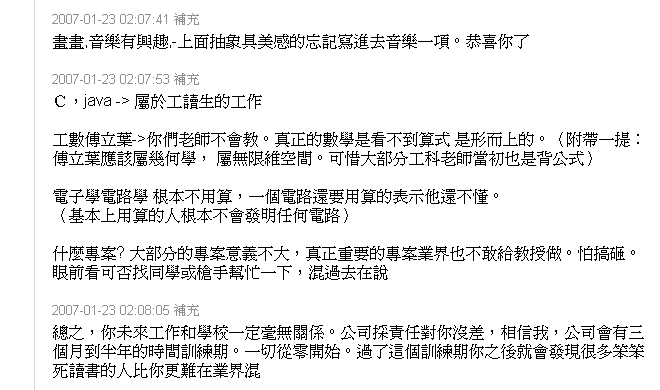 2007-01-23 02:07:41 補充
畫畫,音樂有興趣,-上面抽象具美感的忘記寫進去音樂一項。恭喜你了
2007-01-23 02:07:53 補充
C，java -> 屬於工讀生的工作
工數傅立葉->你們老師不會教。真正的數學是看不到算式 是形而上的。（附帶一提：
傅立葉應該屬幾何學， 屬無限維空間。可惜大部分工科老師當初也是背公式）
電子學電路學 根本不用算，一個電路還要用算的表示他還不懂。
（基本上用算的人根本不會發明任何電路）
什麼專案? 大部分的專案意義不大，真正重要的專案業界也不敢給教授做。怕搞砸。
眼前看可否找同學或槍手幫忙一下，混過去在說
2007-01-23 02:08:05 補充
總之，你未來工作和學校一定毫無關係。公司採責任對你沒差，相信我，公司會有三
個月到半年的時間訓練期。一切從零開始。過了這個訓練期你之後就會發現很多笨笨
死讀書的人比你更難在業界混